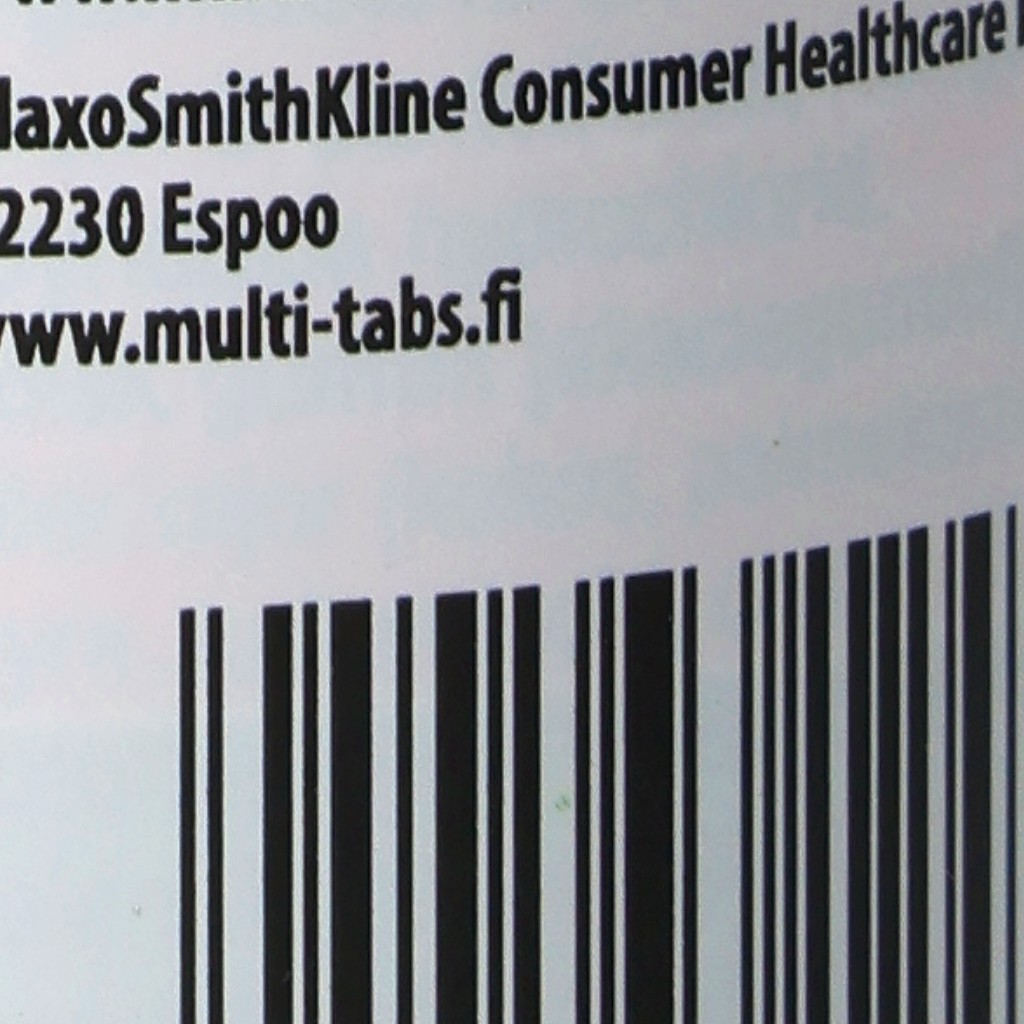 laxoSmithKline Consumer Healthcare
2230 Espoo
www.multi-tabs.fi